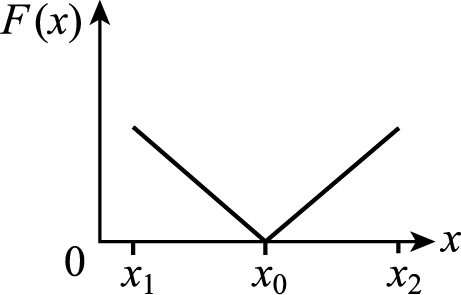 F(x)
x
0
x₁
x₀
x₂